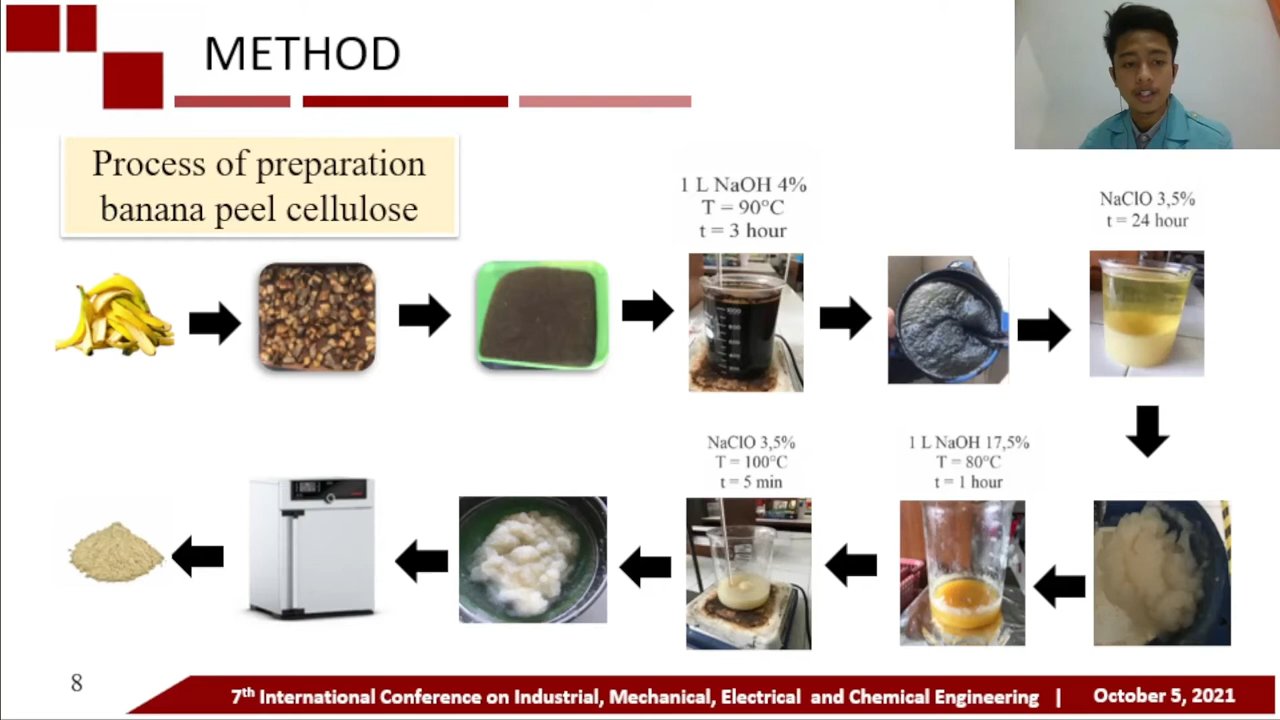 METHOD
Process of preparation
banana peel cellulose
1 L NaOH 4%
T = 90°C
t = 3 hour
NaClO 3,5%
t = 24 hour
NaClO 3,5%
T = 100°C
t = 5 min
1 L NaOH 17,5%
T = 80°C
t = 1 hour
8
7th International Conference on Industrial, Mechanical, Electrical and Chemical Engineering | October 5, 2021